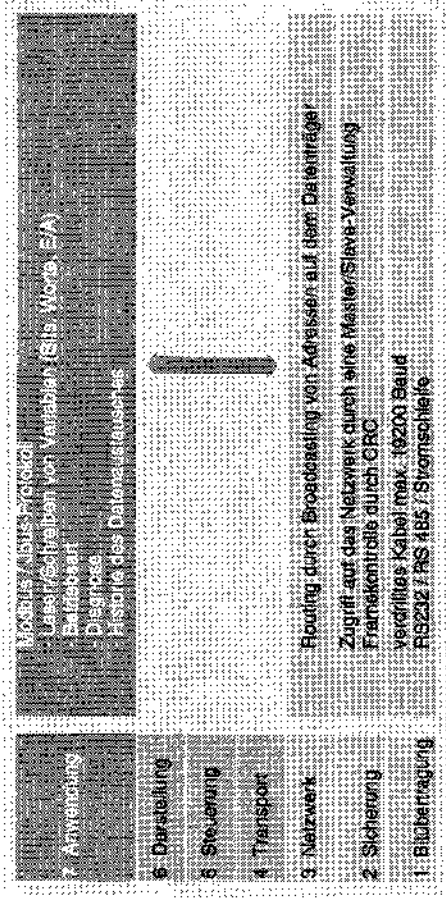 7. Anwendung
Modbus / Jbus-Protokoll
Lesen/Schreiben von Variablen (Bits, Worte, E/A)
Betriebsart
Diagnose
Historie des Datenaustausches
6 Darstellung
5 Steuerung
4 Transport
3 Netzwerk
Routing durch Broadcasting von Adressen auf dem Datenträger
2 Sicherung
Zugriff auf das Netzwerk durch eine Master/Slave-Verwaltung
Framekontrolle durch CRC
1. Bitübertragung
Verdrilltes Kabel max. 19200 Baud
RS232 / RS 485 / Stromschleife